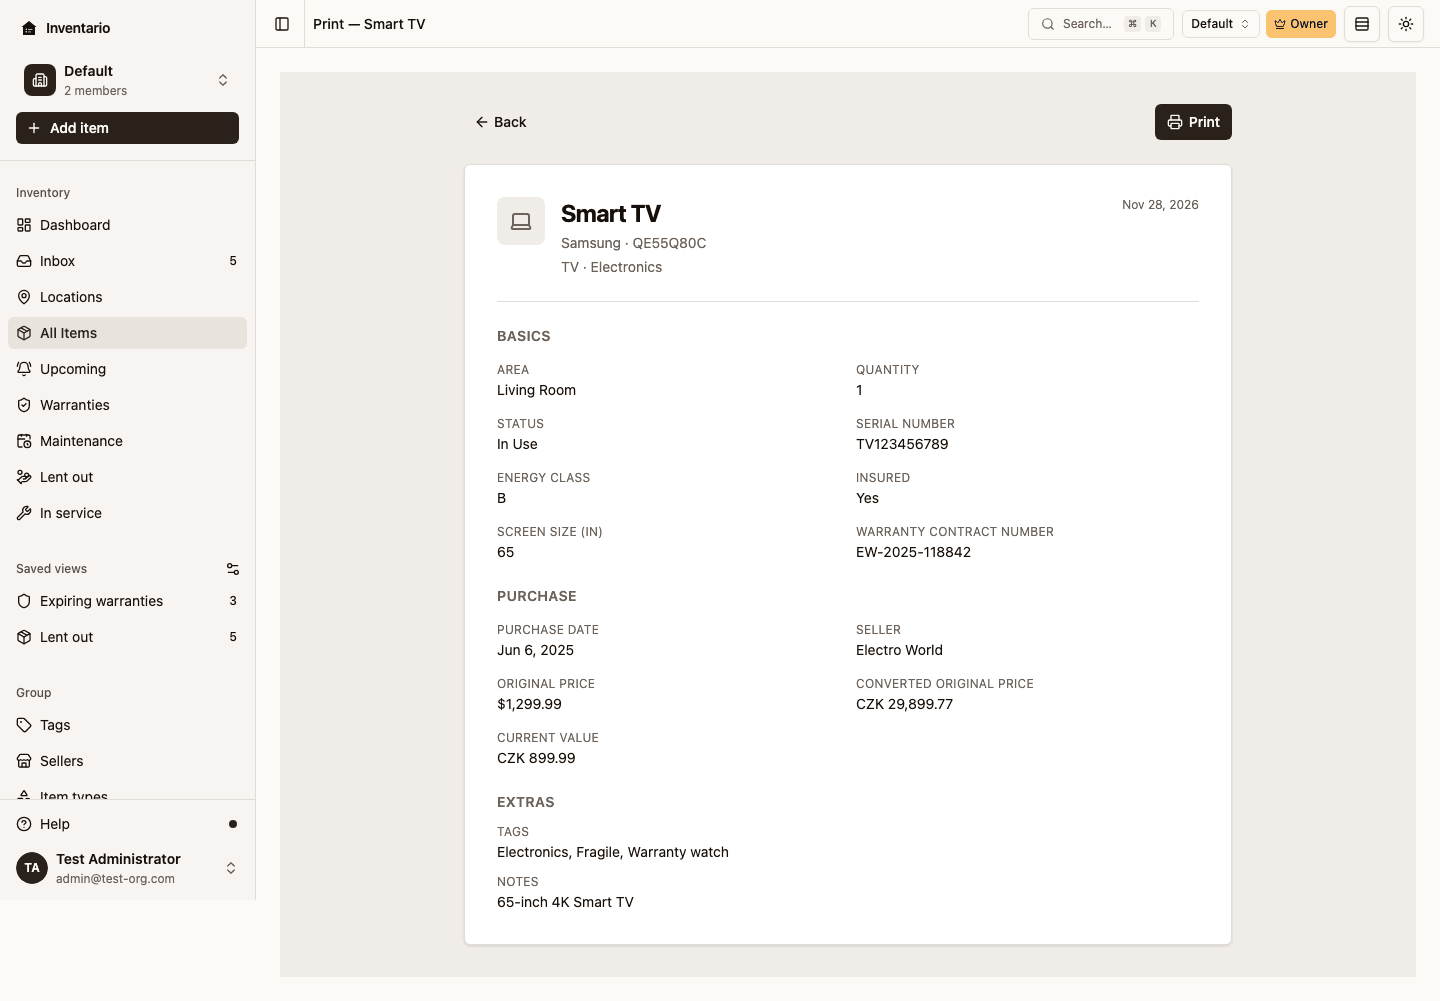 Inventario
Default
2 members
Add item
Inventory
Dashboard
Inbox 5
Locations
All Items
Upcoming
Warranties
Maintenance
Lent out
In service
Saved views
Expiring warranties 3
Lent out 5
Group
Tags
Sellers
Item types
Help
TA
Test Administrator
admin@test-org.com
Print — Smart TV
Search... ⌘ K
Default
Owner
Back
Print
Smart TV
Nov 28, 2026
Samsung · QE55Q80C
TV · Electronics
BASICS
AREA
Living Room
QUANTITY
1
STATUS
In Use
SERIAL NUMBER
TV123456789
ENERGY CLASS
B
INSURED
Yes
SCREEN SIZE (IN)
65
WARRANTY CONTRACT NUMBER
EW-2025-118842
PURCHASE
PURCHASE DATE
Jun 6, 2025
SELLER
Electro World
ORIGINAL PRICE
$1,299.99
CONVERTED ORIGINAL PRICE
CZK 29,899.77
CURRENT VALUE
CZK 899.99
EXTRAS
TAGS
Electronics, Fragile, Warranty watch
NOTES
65-inch 4K Smart TV